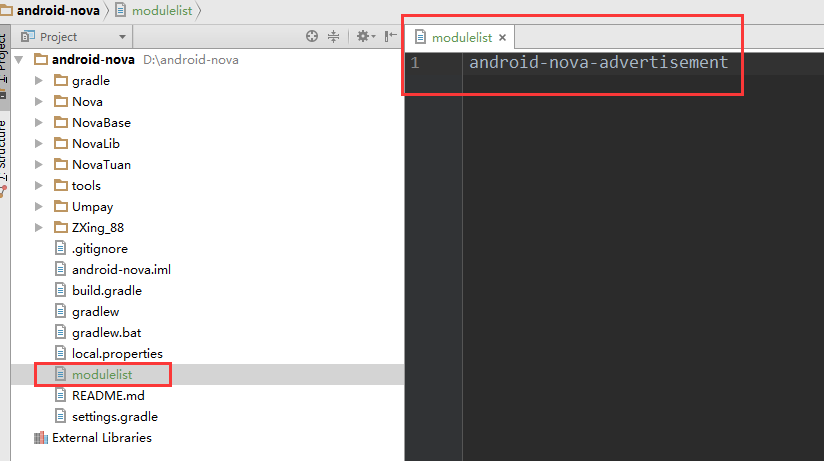 android-nova modulelist
Project
modulelist
1: Project
1 android-nova-advertisement
android-nova D:\android-nova
gradle
Nova
NovaBase
NovaLib
NovaTuan
tools
Umpay
ZXing_88
.gitignore
android-nova.iml
build.gradle
gradlew
gradlew.bat
local.properties
modulelist
README.md
settings.gradle
External Libraries
Structure